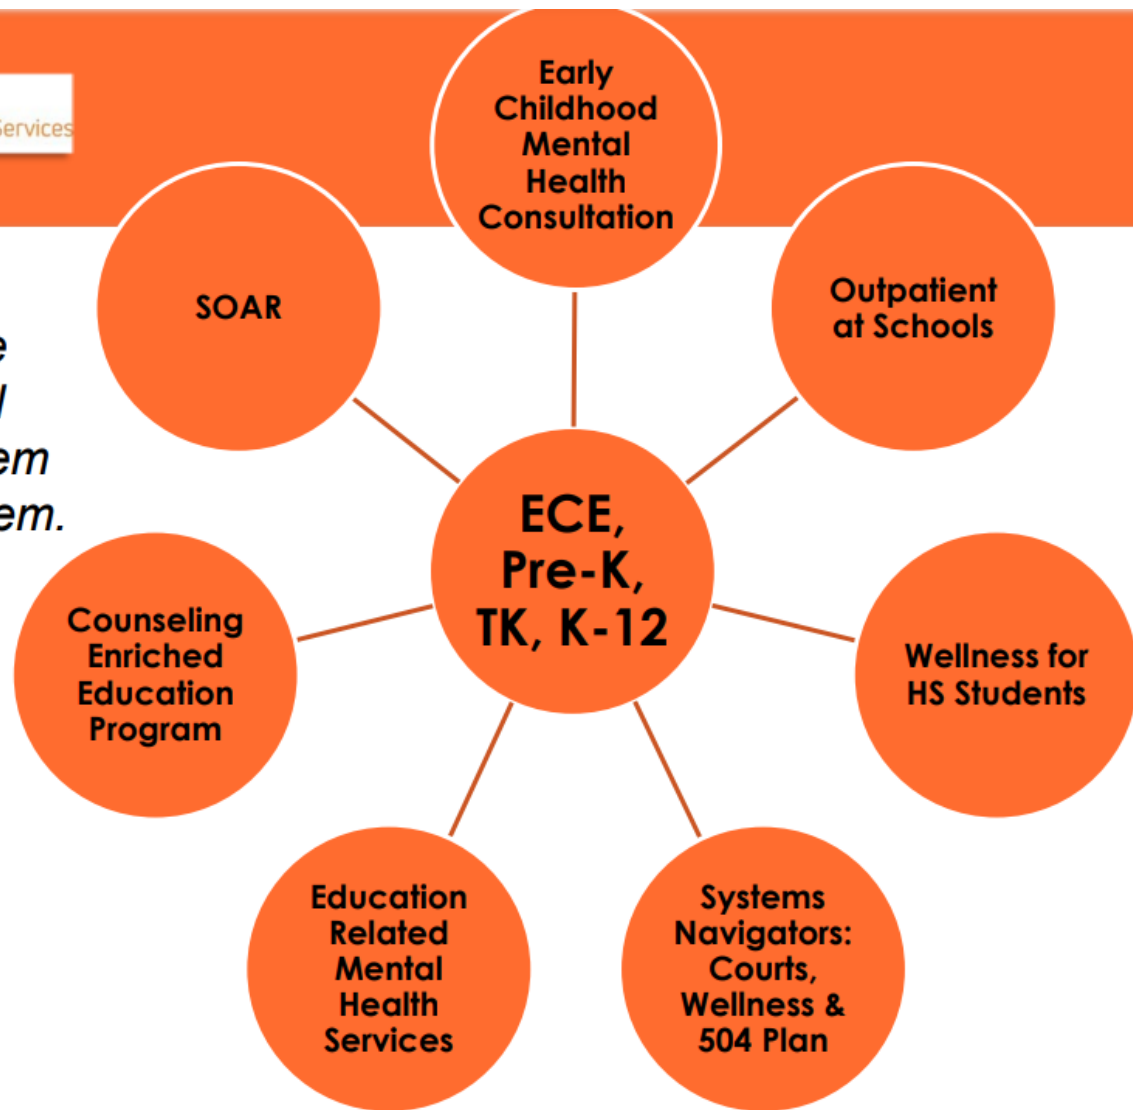 Services
Early
Childhood
Mental
Health
Consultation
SOAR
Outpatient
at Schools
ECE,
Pre-K,
TK, K-12
Counseling
Enriched
Education
Program
Wellness for
HS Students
Education
Related
Mental
Health
Services
Systems
Navigators:
Courts,
Wellness &
504 Plan